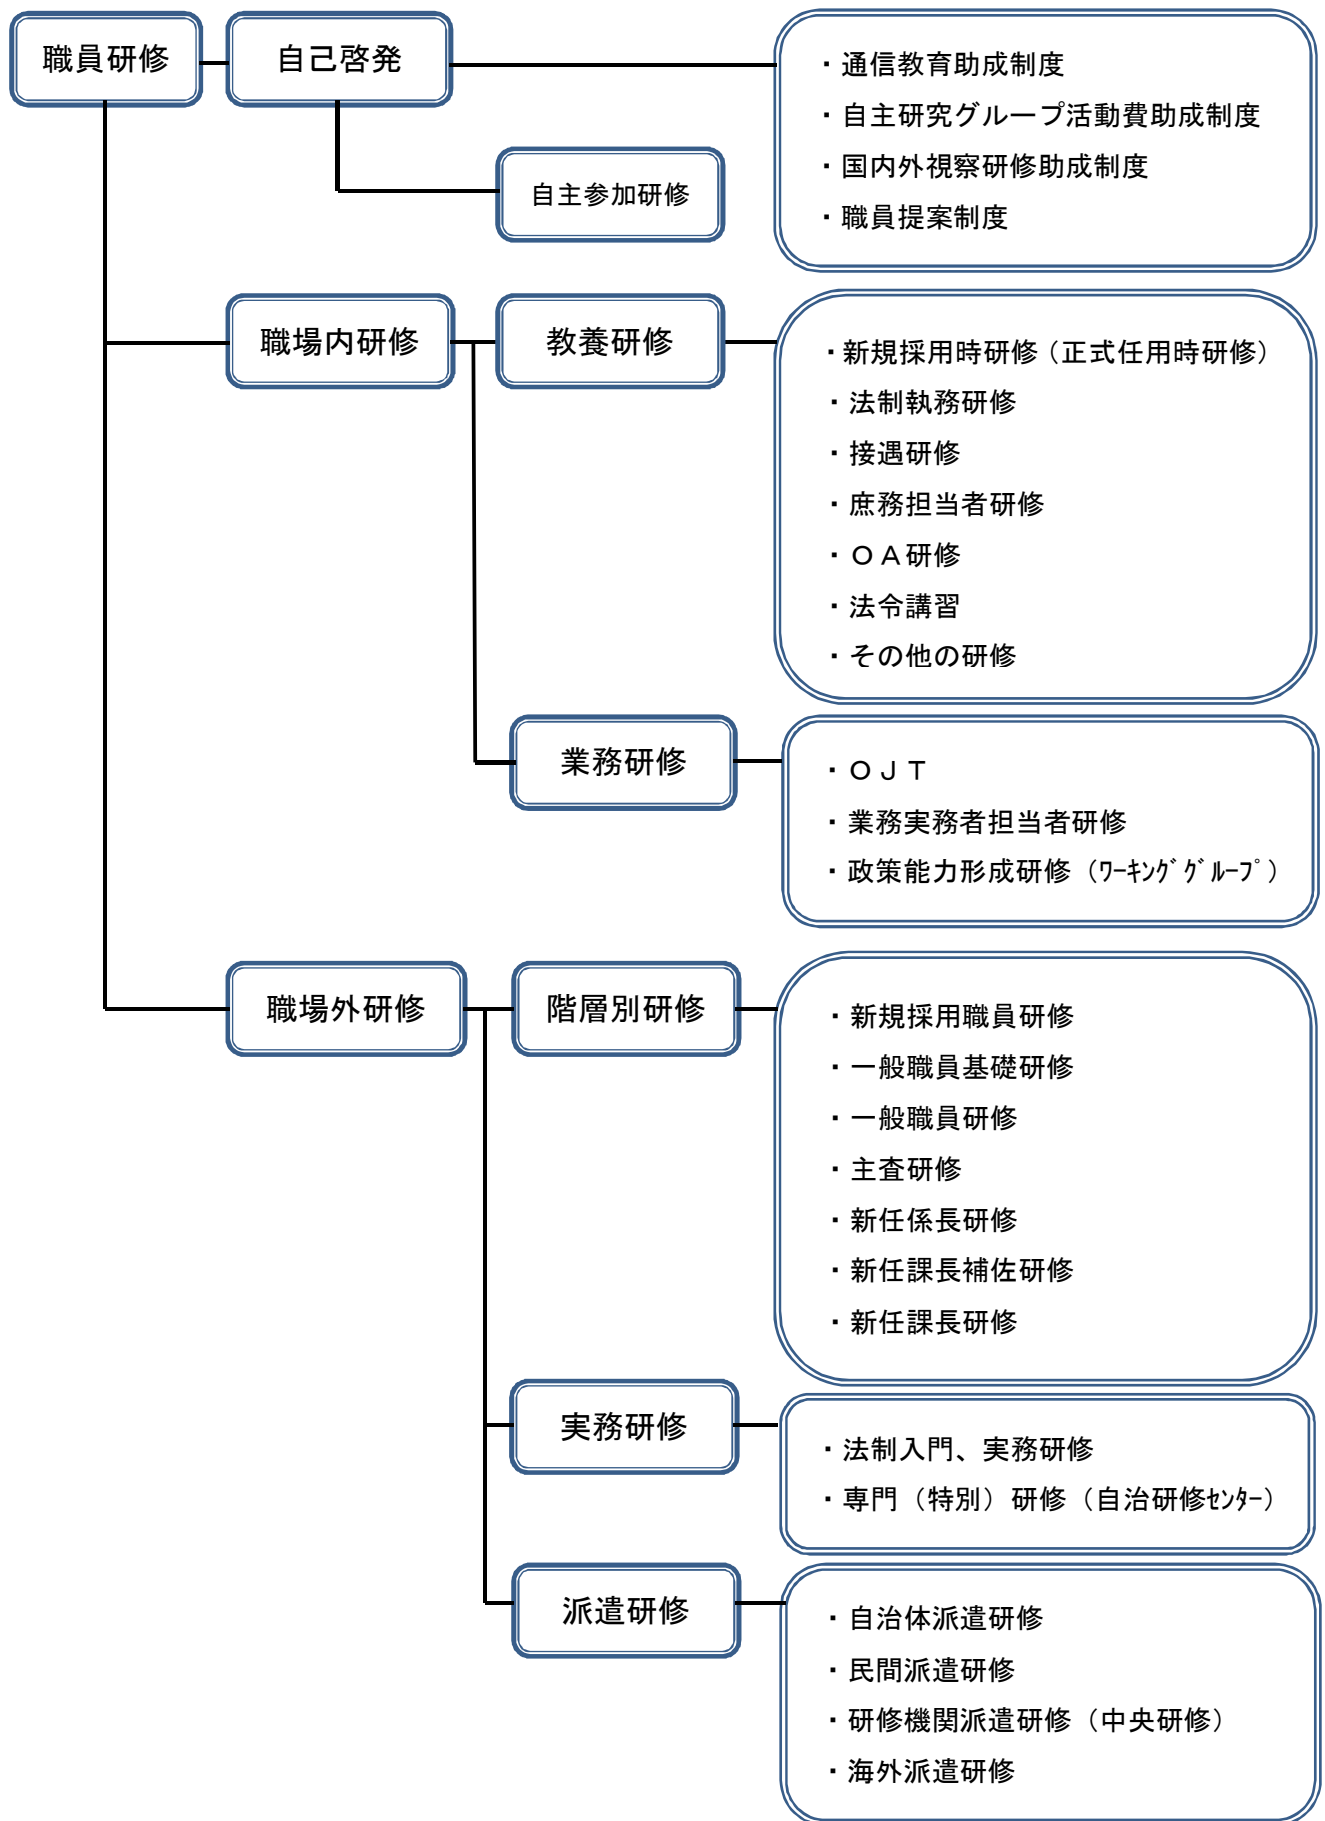 職員研修
自己啓発
・通信教育助成制度
・自主研究グループ活動費助成制度
・国内外視察研修助成制度
・職員提案制度
自主参加研修
職場内研修
教養研修
・新規採用時研修（正式任用時研修）
・法制執務研修
・接遇研修
・庶務担当者研修
・ＯＡ研修
・法令講習
・その他の研修
業務研修
・ＯＪＴ
・業務実務者担当者研修
・政策能力形成研修（ﾜｰｷﾝｸﾞｸﾞﾙｰﾌﾟ）
職場外研修
階層別研修
・新規採用職員研修
・一般職員基礎研修
・一般職員研修
・主査研修
・新任係長研修
・新任課長補佐研修
・新任課長研修
実務研修
・法制入門、実務研修
・専門（特別）研修（自治研修ｾﾝﾀｰ）
派遣研修
・自治体派遣研修
・民間派遣研修
・研修機関派遣研修（中央研修）
・海外派遣研修